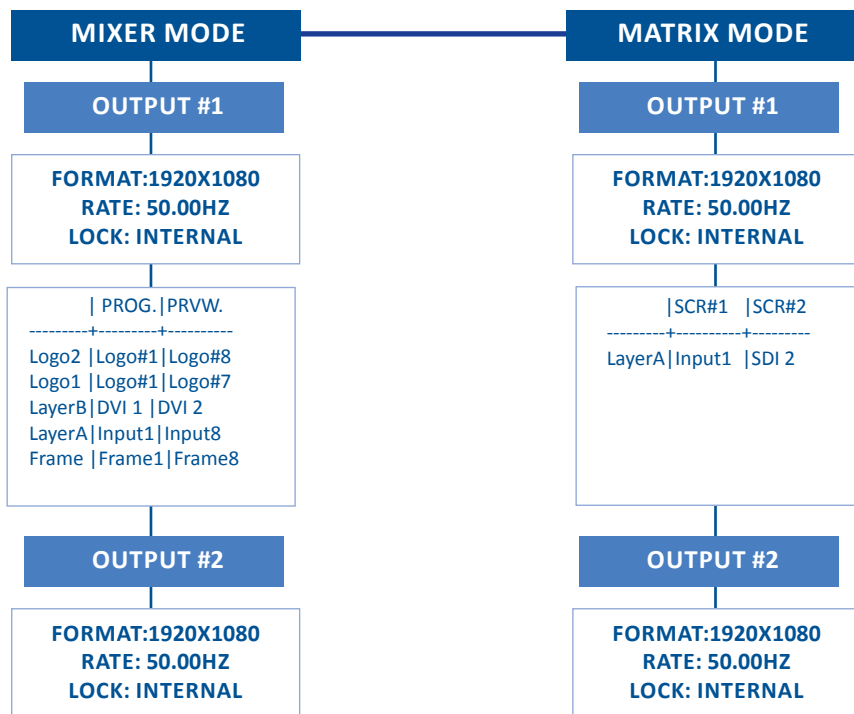 MIXER MODE
OUTPUT #1
FORMAT:1920X1080
RATE: 50.00HZ
LOCK: INTERNAL
| PROG.|PRVW.
---------+---------+----------
Logo2 |Logo#1|Logo#8
Logo1 |Logo#1|Logo#7
LayerB|DVI 1 |DVI 2
LayerA|Input1|Input8
Frame |Frame1|Frame8
OUTPUT #2
FORMAT:1920X1080
RATE: 50.00HZ
LOCK: INTERNAL
MATRIX MODE
OUTPUT #1
FORMAT:1920X1080
RATE: 50.00HZ
LOCK: INTERNAL
|SCR#1 |SCR#2
---------+----------+---------
LayerA|Input1 |SDI 2
OUTPUT #2
FORMAT:1920X1080
RATE: 50.00HZ
LOCK: INTERNAL